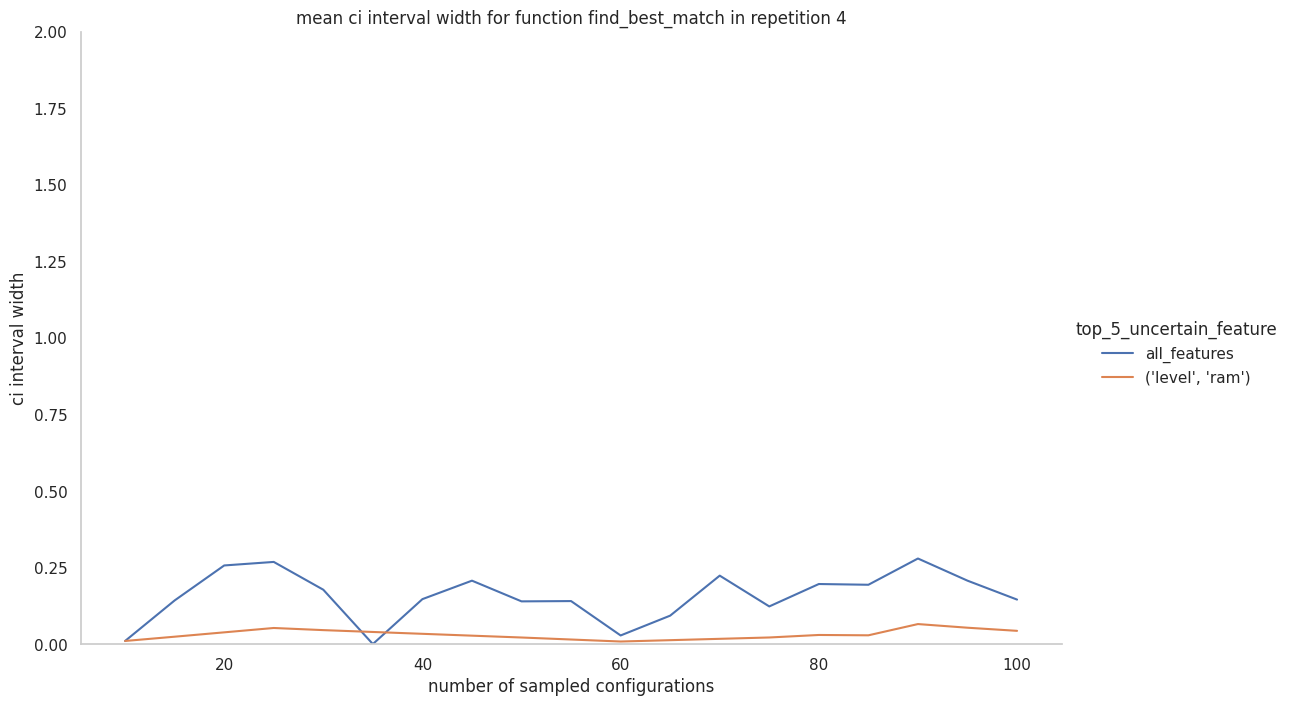 mean ci interval width for function find_best_match in repetition 4
2.00
1.75
1.50
1.25
1.00
0.75
0.50
0.25
0.00
ci interval width
20
40
60
80
100
number of sampled configurations
top_5_uncertain_feature
all_features
('level', 'ram')